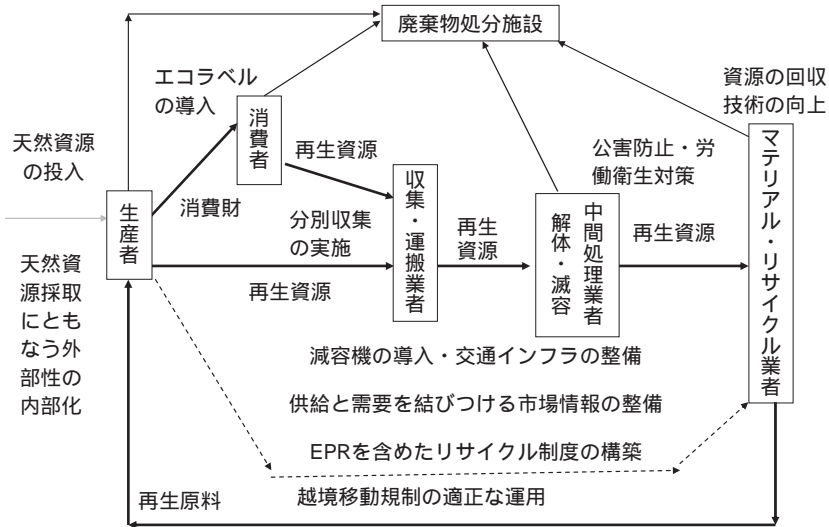 廃棄物処分施設
エコラベル
の導入
資源の回収
技術の向上
天然資源
の投入
消費者
再生資源
公害防止・労
働衛生対策
生産者
消費財
分別収集
の実施
収集・運搬業者
再生
資源
中間処理業者
解体・滅容
再生資源
マテリアル・リサイクル業者
再生資源
天然資
源採取
にとも
なう外
部性の
内部化
減容機の導入・交通インフラの整備
供給と需要を結びつける市場情報の整備
EPRを含めたリサイクル制度の構築
再生原料
越境移動規制の適正な運用